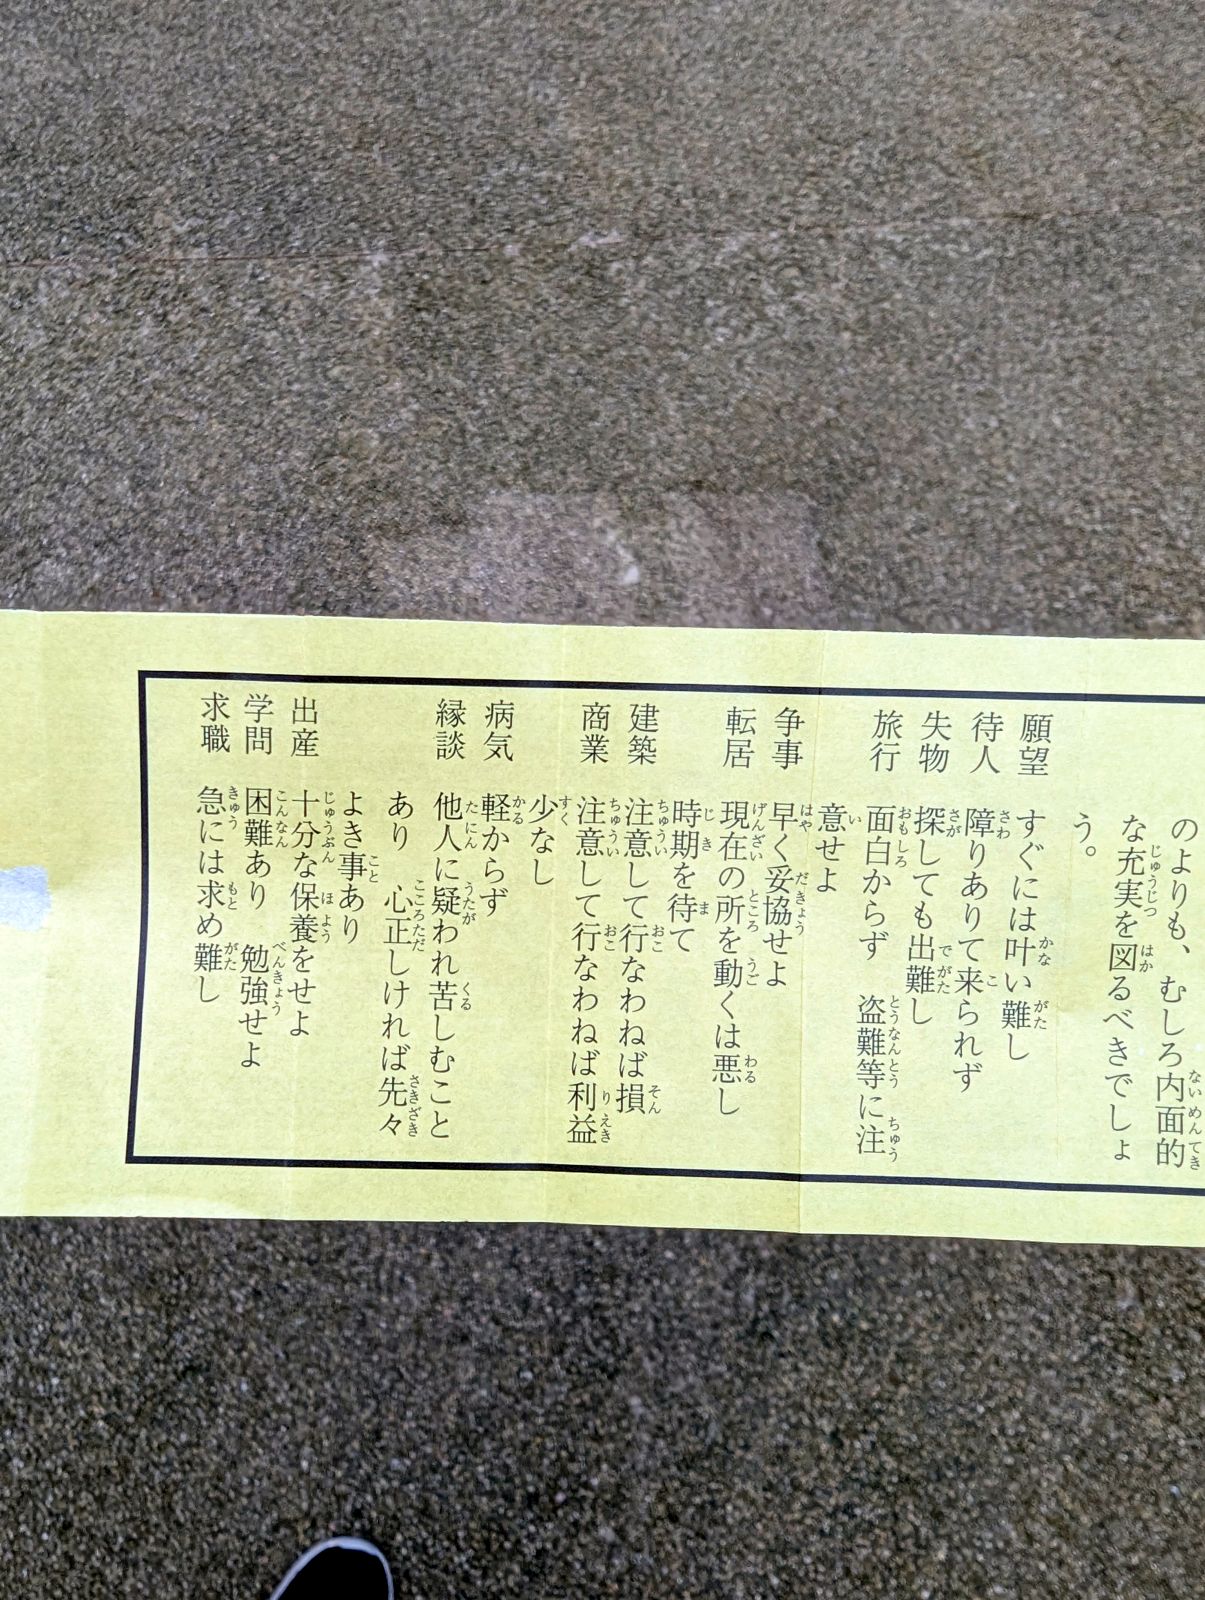 のよりも、むしろ内面的
な充実を図るべきでしょ
う。
願望 すぐには叶い難し
待人 障りありて来られず
失物 探しても出難し
旅行 面白からず 盗難等に注
意せよ
争事 早く妥協せよ
転居 現在の所を動くは悪し
時期を待て
建築 注意して行なわねば損
商業 注意して行なわねば利益
少なし
病気 軽からず
縁談 他人に疑われ苦しむこと
あり 心正しければ先々
よき事あり
出産 十分な保養をせよ
学問 困難あり 勉強せよ
求職 急には求め難し